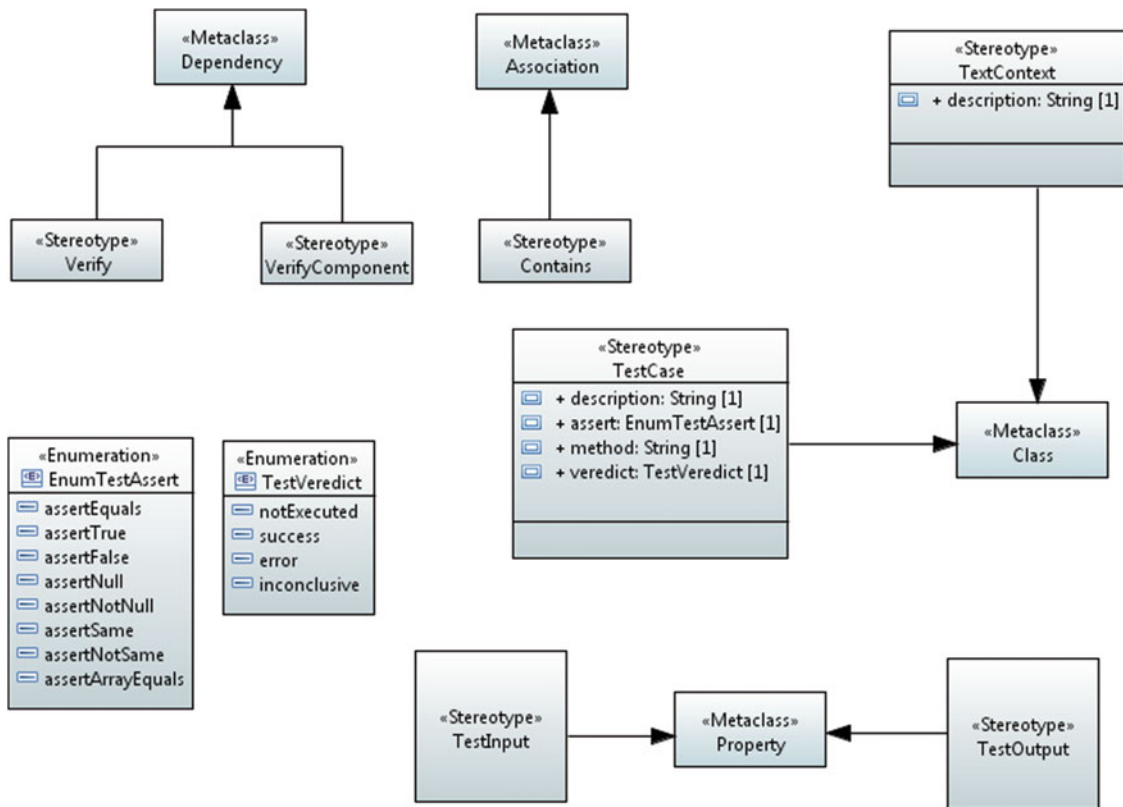 «Metaclass»
Dependency
«Metaclass»
Association
«Stereotype»
TextContext
+ description: String [1]
«Stereotype»
Verify
«Stereotype»
VerifyComponent
«Stereotype»
Contains
«Stereotype»
TestCase
+ description: String [1]
+ assert: EnumTestAssert [1]
+ method: String [1]
+ veredict: TestVeredict [1]
«Metaclass»
Class
«Enumeration»
EnumTestAssert
assertEquals
assertTrue
assertFalse
assertNull
assertNotNull
assertSame
assertNotSame
assertArrayEquals
«Enumeration»
TestVeredict
notExecuted
success
error
inconclusive
«Stereotype»
TestInput
«Metaclass»
Property
«Stereotype»
TestOutput